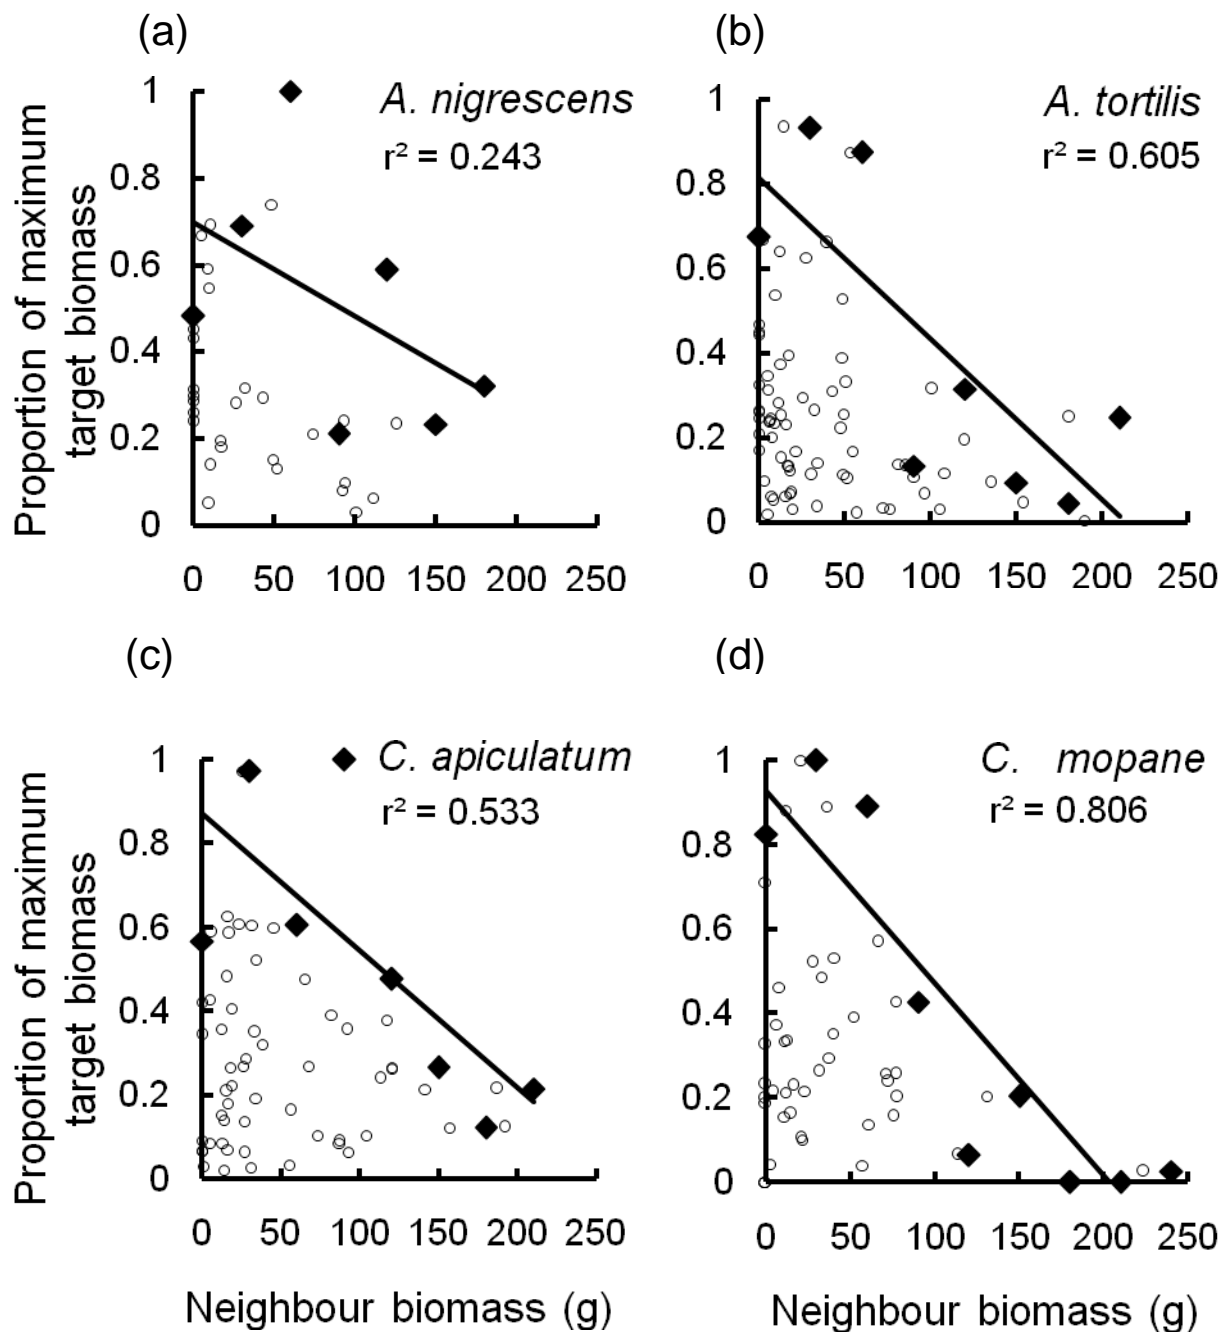 (a)
A. nigrescens
r² = 0.243
Proportion of maximum
target biomass
1
0.8
0.6
0.4
0.2
0
0 50 100 150 200 250
(b)
A. tortilis
r² = 0.605
1
0.8
0.6
0.4
0.2
0
0 50 100 150 200 250
(c)
C. apiculatum
r² = 0.533
Proportion of maximum
target biomass
1
0.8
0.6
0.4
0.2
0
0 50 100 150 200 250
Neighbour biomass (g)
(d)
C. mopane
r² = 0.806
1
0.8
0.6
0.4
0.2
0
0 50 100 150 200 250
Neighbour biomass (g)